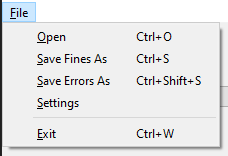 File
Open Ctrl+O
Save Fines As Ctrl+S
Save Errors As Ctrl+Shift+S
Settings
Exit Ctrl+W